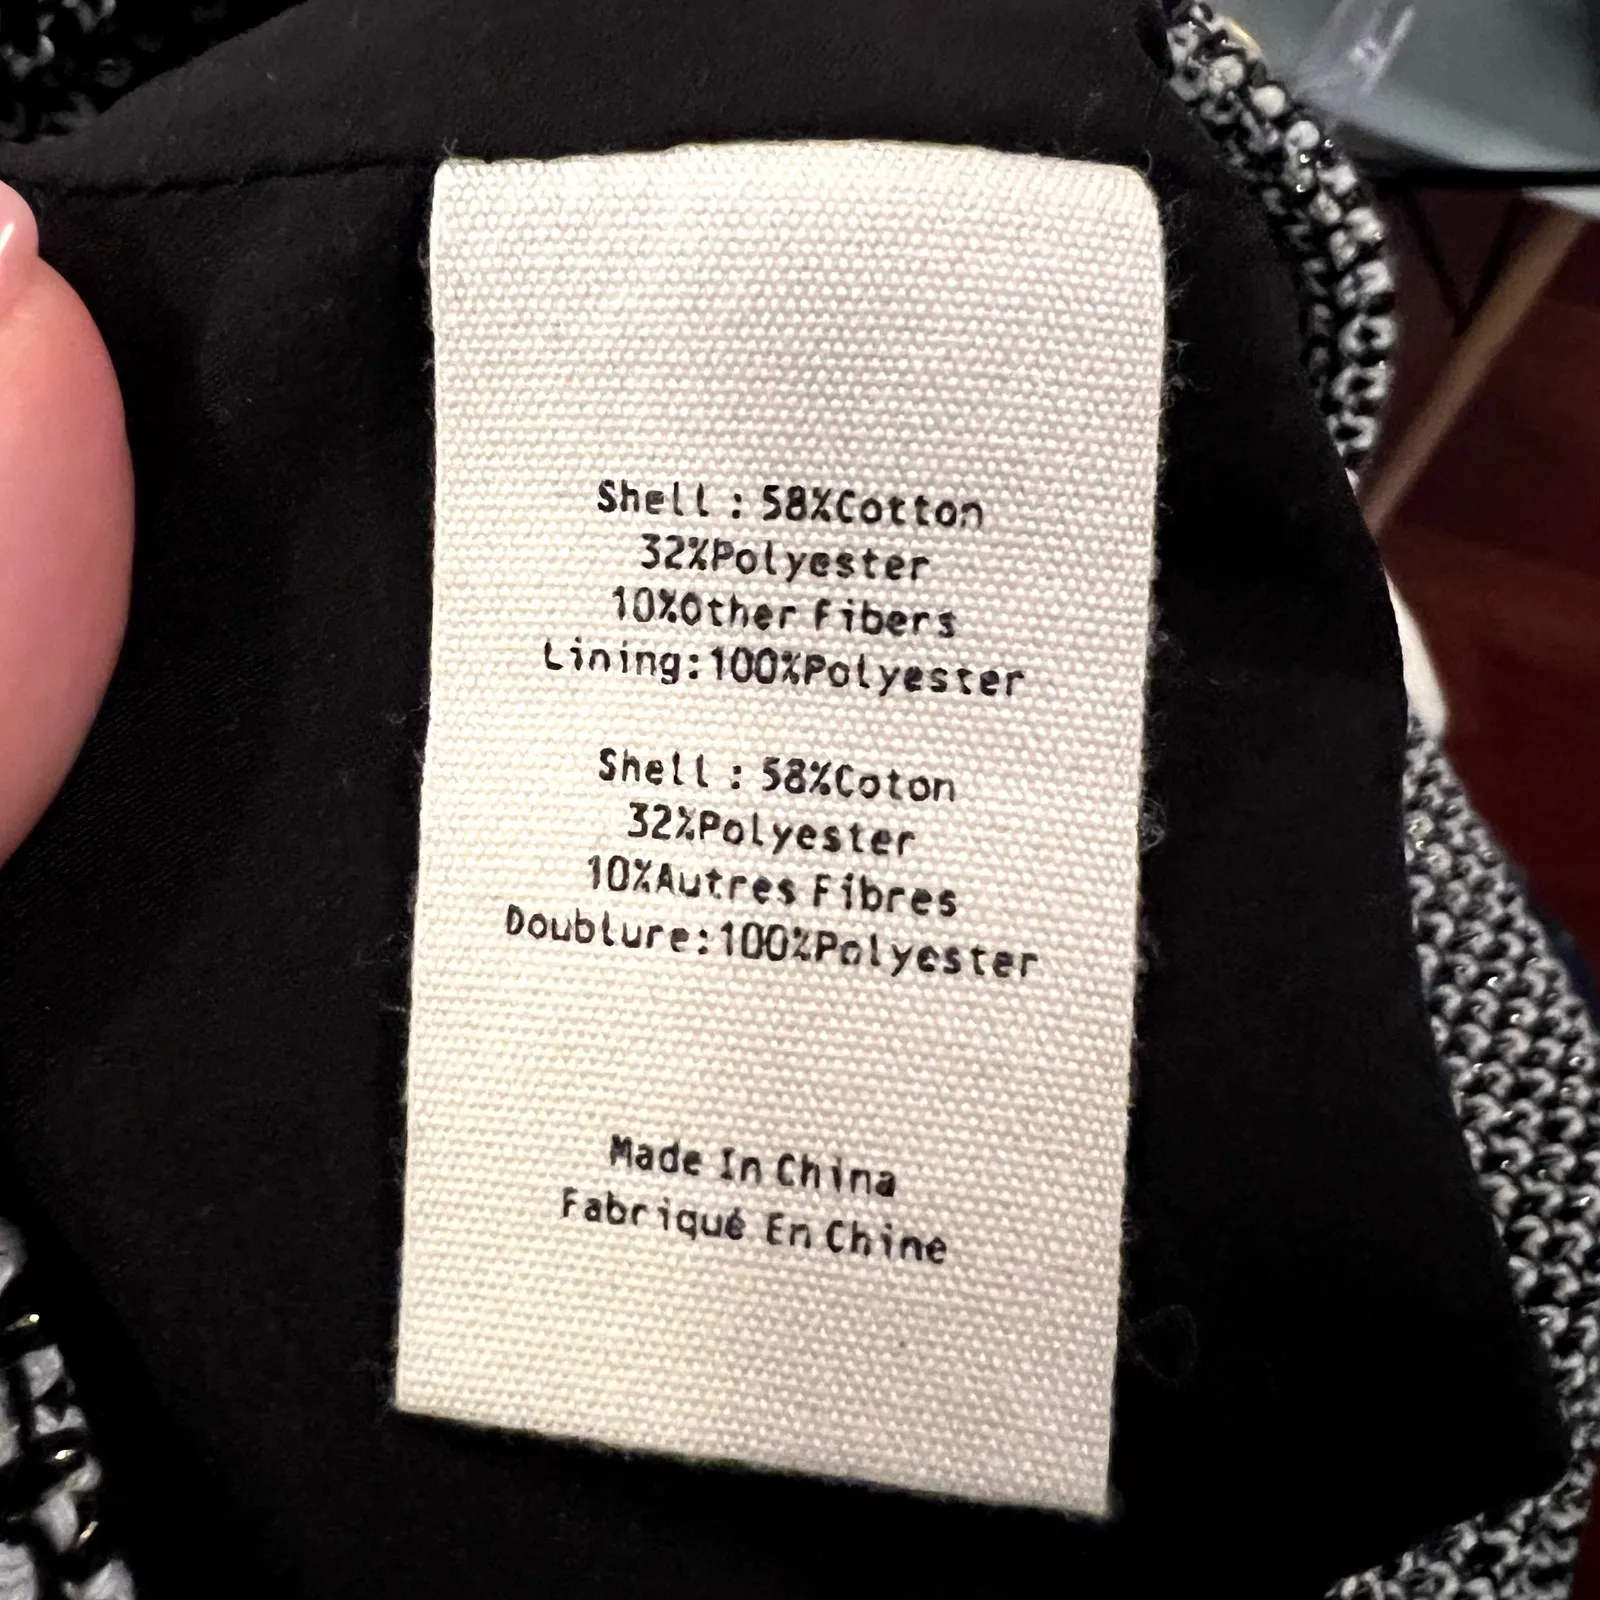 Shell : 58%Cotton
32%Polyester
10%Other Fibers
Lining:100%Polyester
Shell : 58%Coton
32%Polyester
10%Autres Fibres
Doublure:100%Polyester
Made In China
Fabriqué En Chine